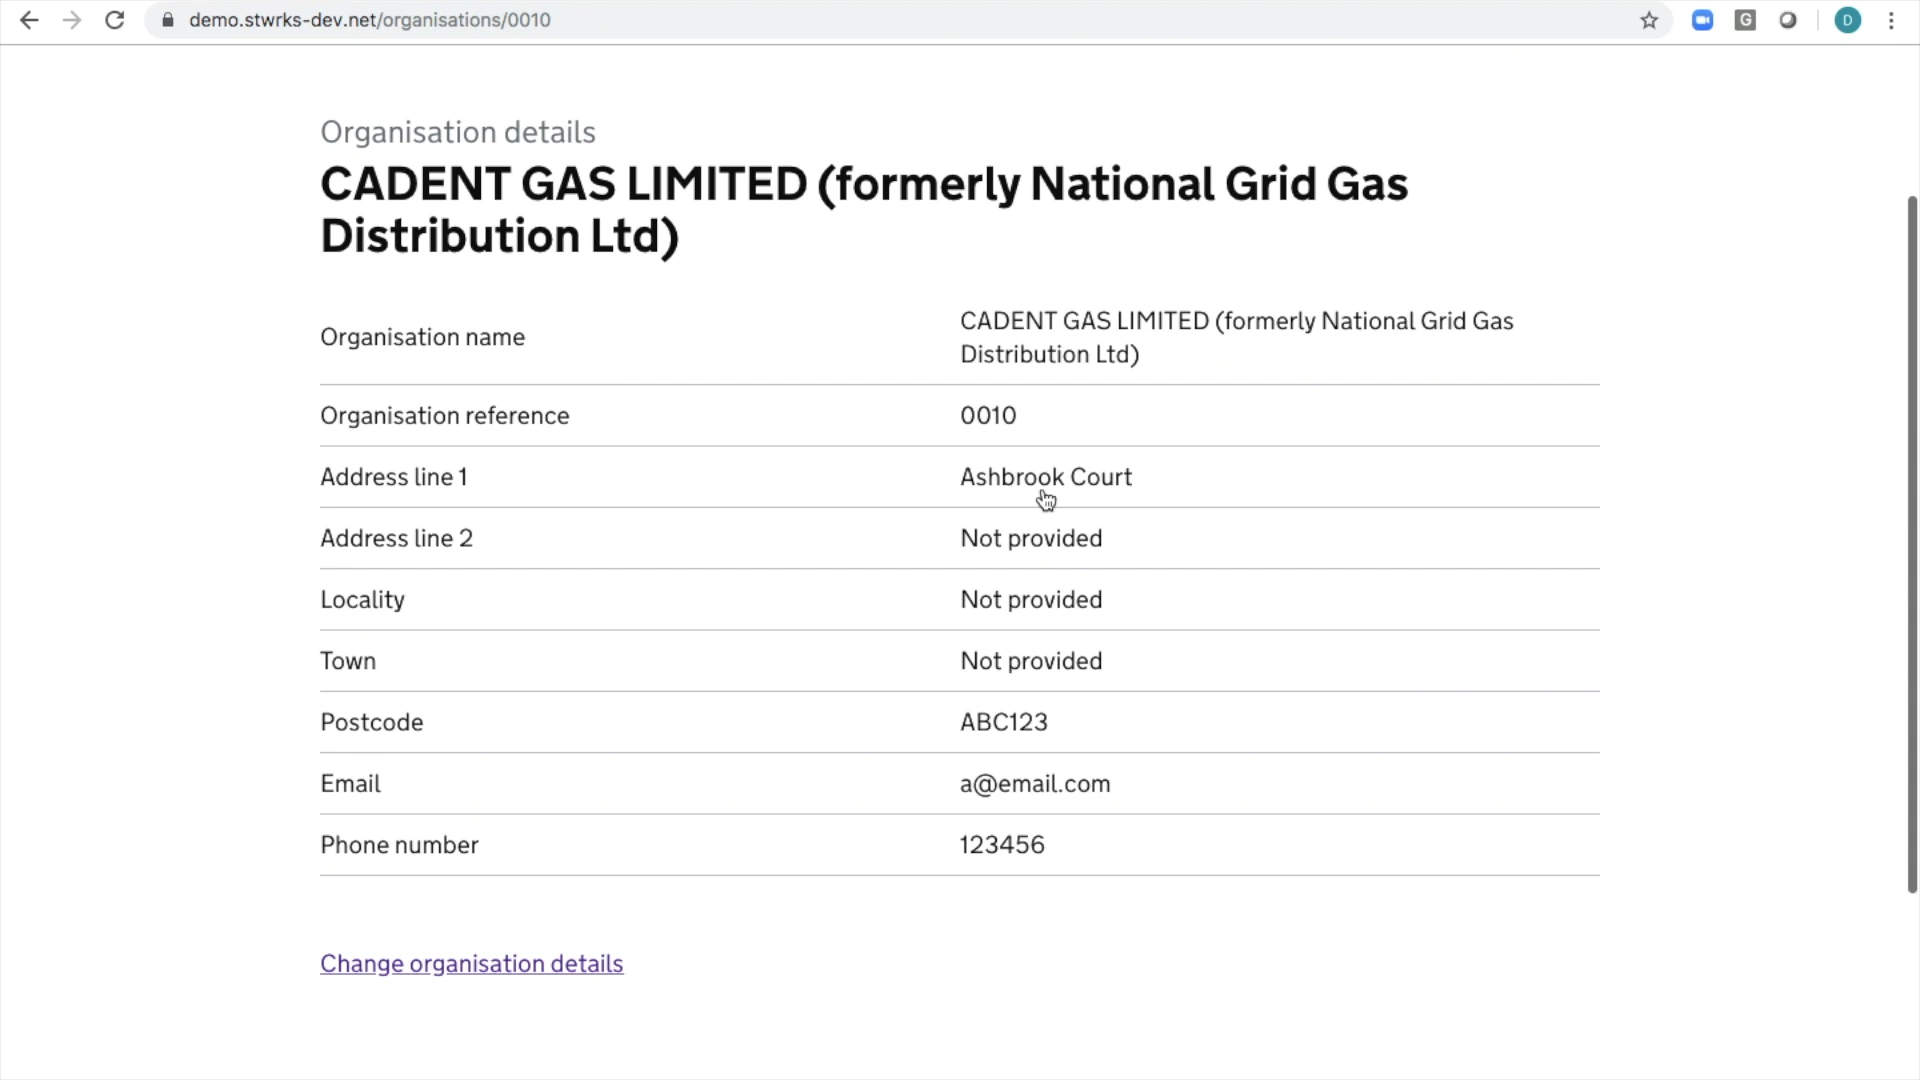 demo.stwrks-dev.net/organisations/0010
G
D
Organisation details
CADENT GAS LIMITED (formerly National Grid Gas
Distribution Ltd)
Organisation name
CADENT GAS LIMITED (formerly National Grid Gas
Distribution Ltd)
Organisation reference
0010
Address line 1
Ashbrook Court
Address line 2
Not provided
Locality
Not provided
Town
Not provided
Postcode
ABC123
Email
a@email.com
Phone number
123456
Change organisation details